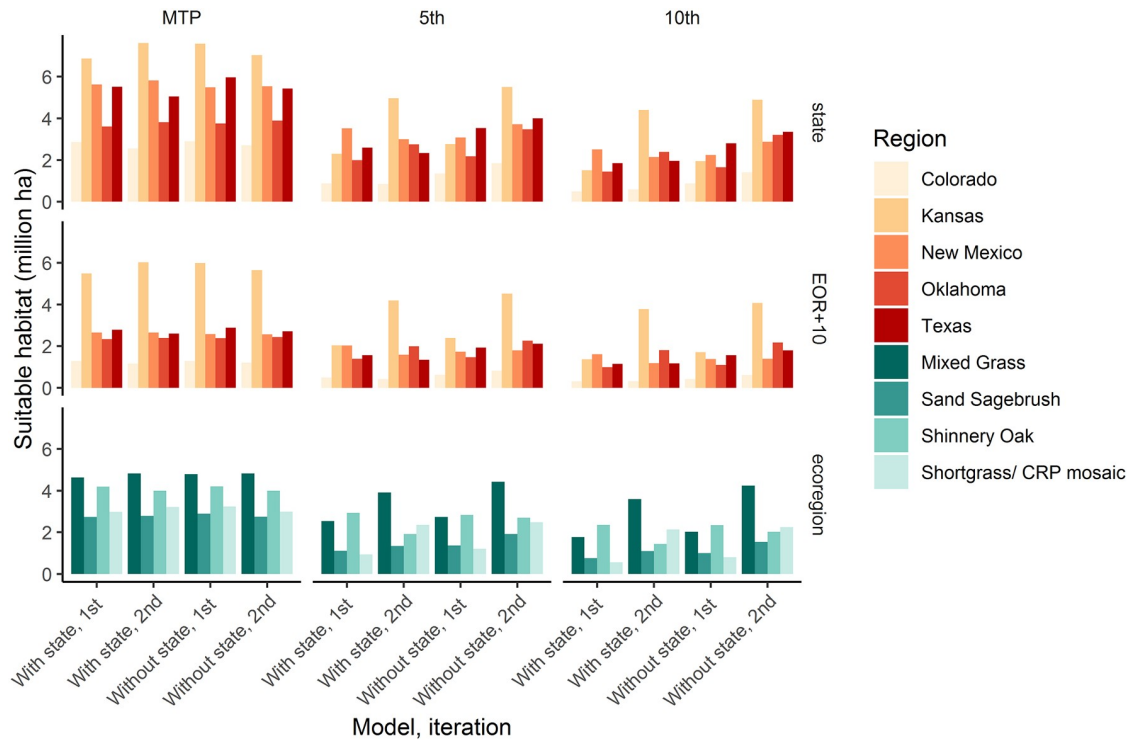 MTP 5th 10th
Suitable habitat (million ha)
6
4
2
0
state
6
4
2
0
EOR+10
6
4
2
0
ecoregion
With state, 1st
With state, 2nd
Without state, 1st
Without state, 2nd
With state, 1st
With state, 2nd
Without state, 1st
Without state, 2nd
With state, 1st
With state, 2nd
Without state, 1st
Without state, 2nd
Model, iteration
Region
Colorado
Kansas
New Mexico
Oklahoma
Texas
Mixed Grass
Sand Sagebrush
Shinnery Oak
Shortgrass/ CRP mosaic